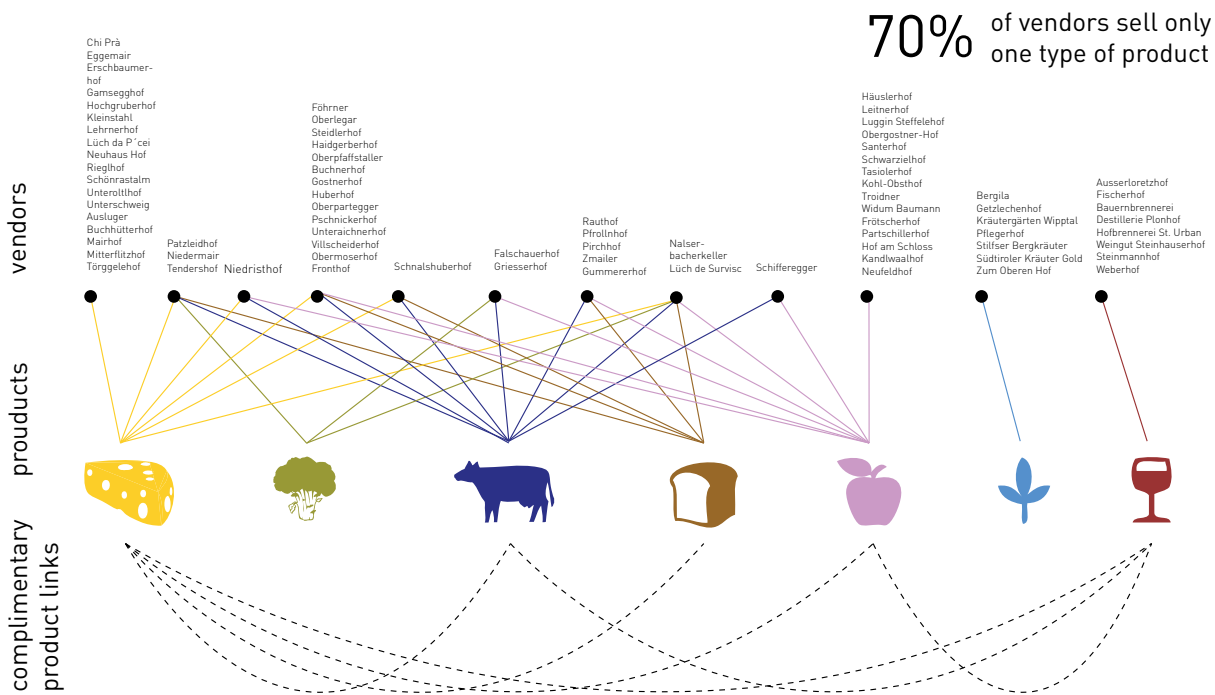 70%
of vendors sell only
one type of product
vendors
Chi Prà
Eggemair
Erschbaumer-
hof
Gamsegghof
Hochgruberhof
Kleinstahl
Lehrnerhof
Lüch da P´cei
Neuhaus Hof
Rieglhof
Schönrastalm
Unteroltlhof
Unterschweig
Ausluger
Buchhütterhof
Mairhof
Mitterflitzhof
Törggelehof
Patzleidhof
Niedermair
Tendershof
Niedristhof
Föhrner
Oberlegar
Steidlerhof
Haidgerberhof
Oberpfaffstaller
Buchnerhof
Gostnerhof
Huberhof
Oberpartegger
Pschnickerhof
Unteraichnerhof
Villscheiderhof
Obermoserhof
Fronthof
Schnalshuberhof
Falschauerhof
Griesserhof
Rauthof
Pfrollnhof
Pirchhof
Zmailer
Gummererhof
Nalser-
bacherkeller
Lüch de Survisc
Schifferegger
Häuslerhof
Leitnerhof
Luggin Steffelehof
Obergostner-Hof
Santerhof
Schwarzielhof
Tasiolerhof
Kohl-Obsthof
Troidner
Widum Baumann
Frötscherhof
Partschillerhof
Hof am Schloss
Kandlwaalhof
Neufeldhof
Bergila
Getzlechenhof
Kräutergärten Wipptal
Pflegerhof
Stilfser Bergkräuter
Südtiroler Kräuter Gold
Zum Oberen Hof
Ausserloretzhof
Fischerhof
Bauernbrennerei
Destillerie Plonhof
Hofbrennerei St. Urban
Weingut Steinhauserhof
Steinmannhof
Weberhof
prouducts
complimentary
product links